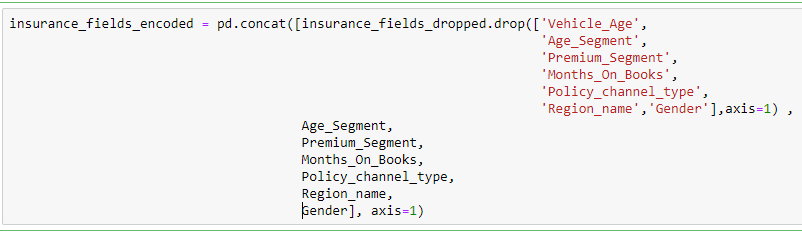 insurance_fields_encoded = pd.concat([insurance_fields_dropped.drop(['Vehicle_Age',
'Age_Segment',
'Premium_Segment',
'Months_On_Books',
'Policy_channel_type',
'Region_name','Gender'],axis=1) ,
Age_Segment,
Premium_Segment,
Months_On_Books,
Policy_channel_type,
Region_name,
Gender], axis=1)